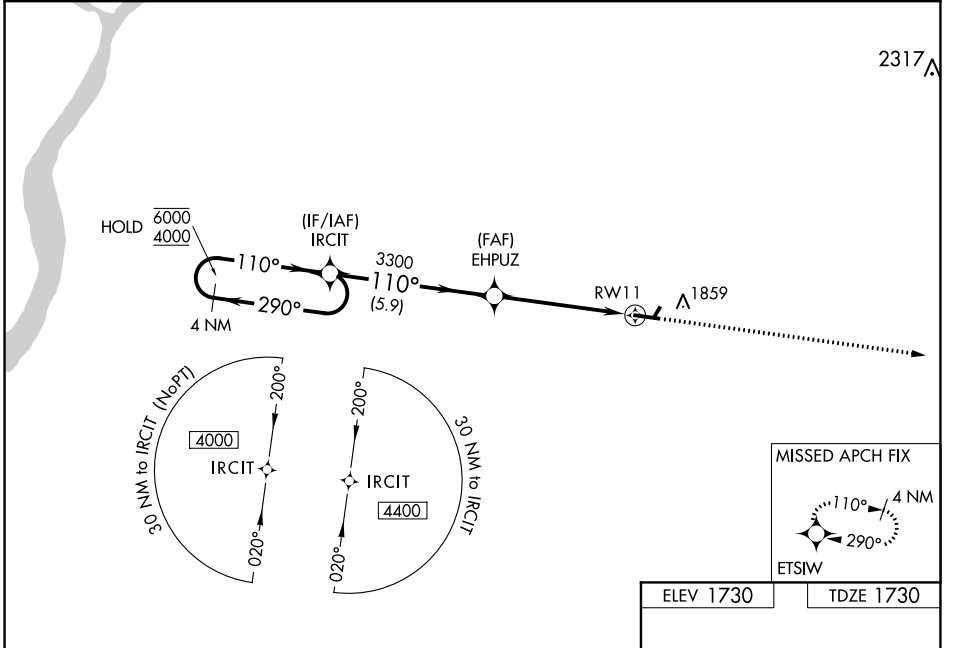 2317
HOLD 6000
4000
(IF/IAF)
IRCIT
(FAF)
EHPUZ
110°
3300
110°
(5.9)
RW11
1859
290°
4 NM
30 NM to IRCIT (NoPT)
200°
4000
IRCIT
020°
200°
IRCIT
4400
020°
30 NM to IRCIT
MISSED APCH FIX
110°
4 NM
290°
ETSIW
ELEV 1730
TDZE 1730